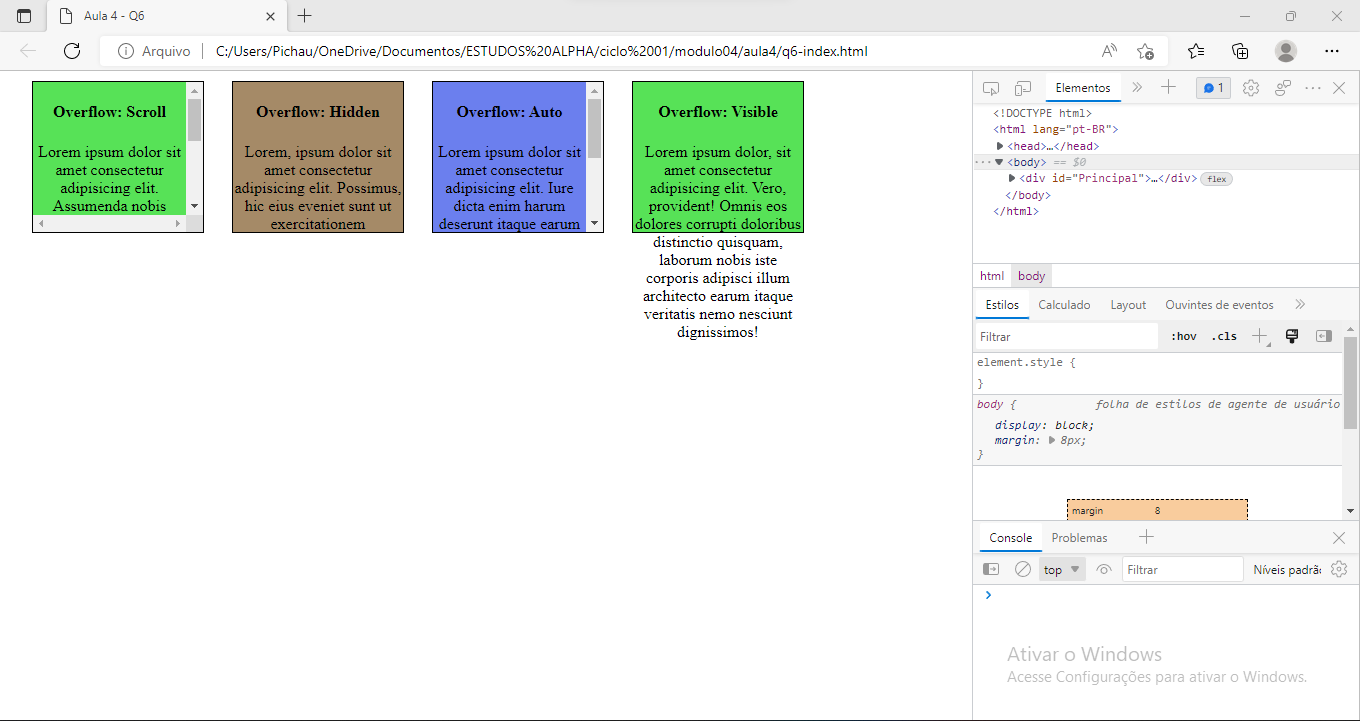 Aula 4 - Q6
Arquivo
C:/Users/Pichau/OneDrive/Documentos/ESTUDOS%20ALPHA/ciclo%2001/modulo04/aula4/q6-index.html
Overflow: Scroll
Lorem ipsum dolor sit
amet consectetur
adipisicing elit.
Assumenda nobis
Overflow: Hidden
Lorem, ipsum dolor sit
amet consectetur
adipisicing elit. Possimus,
hic eius eveniet sunt ut
exercitationem
Overflow: Auto
Lorem ipsum dolor sit
amet consectetur
adipisicing elit. Iure
dicta enim harum
deserunt itaque earum
Overflow: Visible
Lorem ipsum dolor, sit
amet consectetur
adipisicing elit. Vero,
provident! Omnis eos
dolores corrupti doloribus
distinctio quisquam,
laborum nobis iste
corporis adipisci illum
architecto earum itaque
veritatis nemo nesciunt
dignissimos!
Elementos
1
<!DOCTYPE html>
<html lang="pt-BR">
<head>…</head>
<body> == $0
<div id="Principal">…</div> flex
</body>
</html>
html body
Estilos Calculado Layout Ouvintes de eventos
Filtrar :hov .cls
element.style {
}
body { folha de estilos de agente de usuário
display: block;
margin: 8px;
}
margin 8
Console Problemas
top Filtrar Níveis padrã
Ativar o Windows
Acesse Configurações para ativar o Windows.